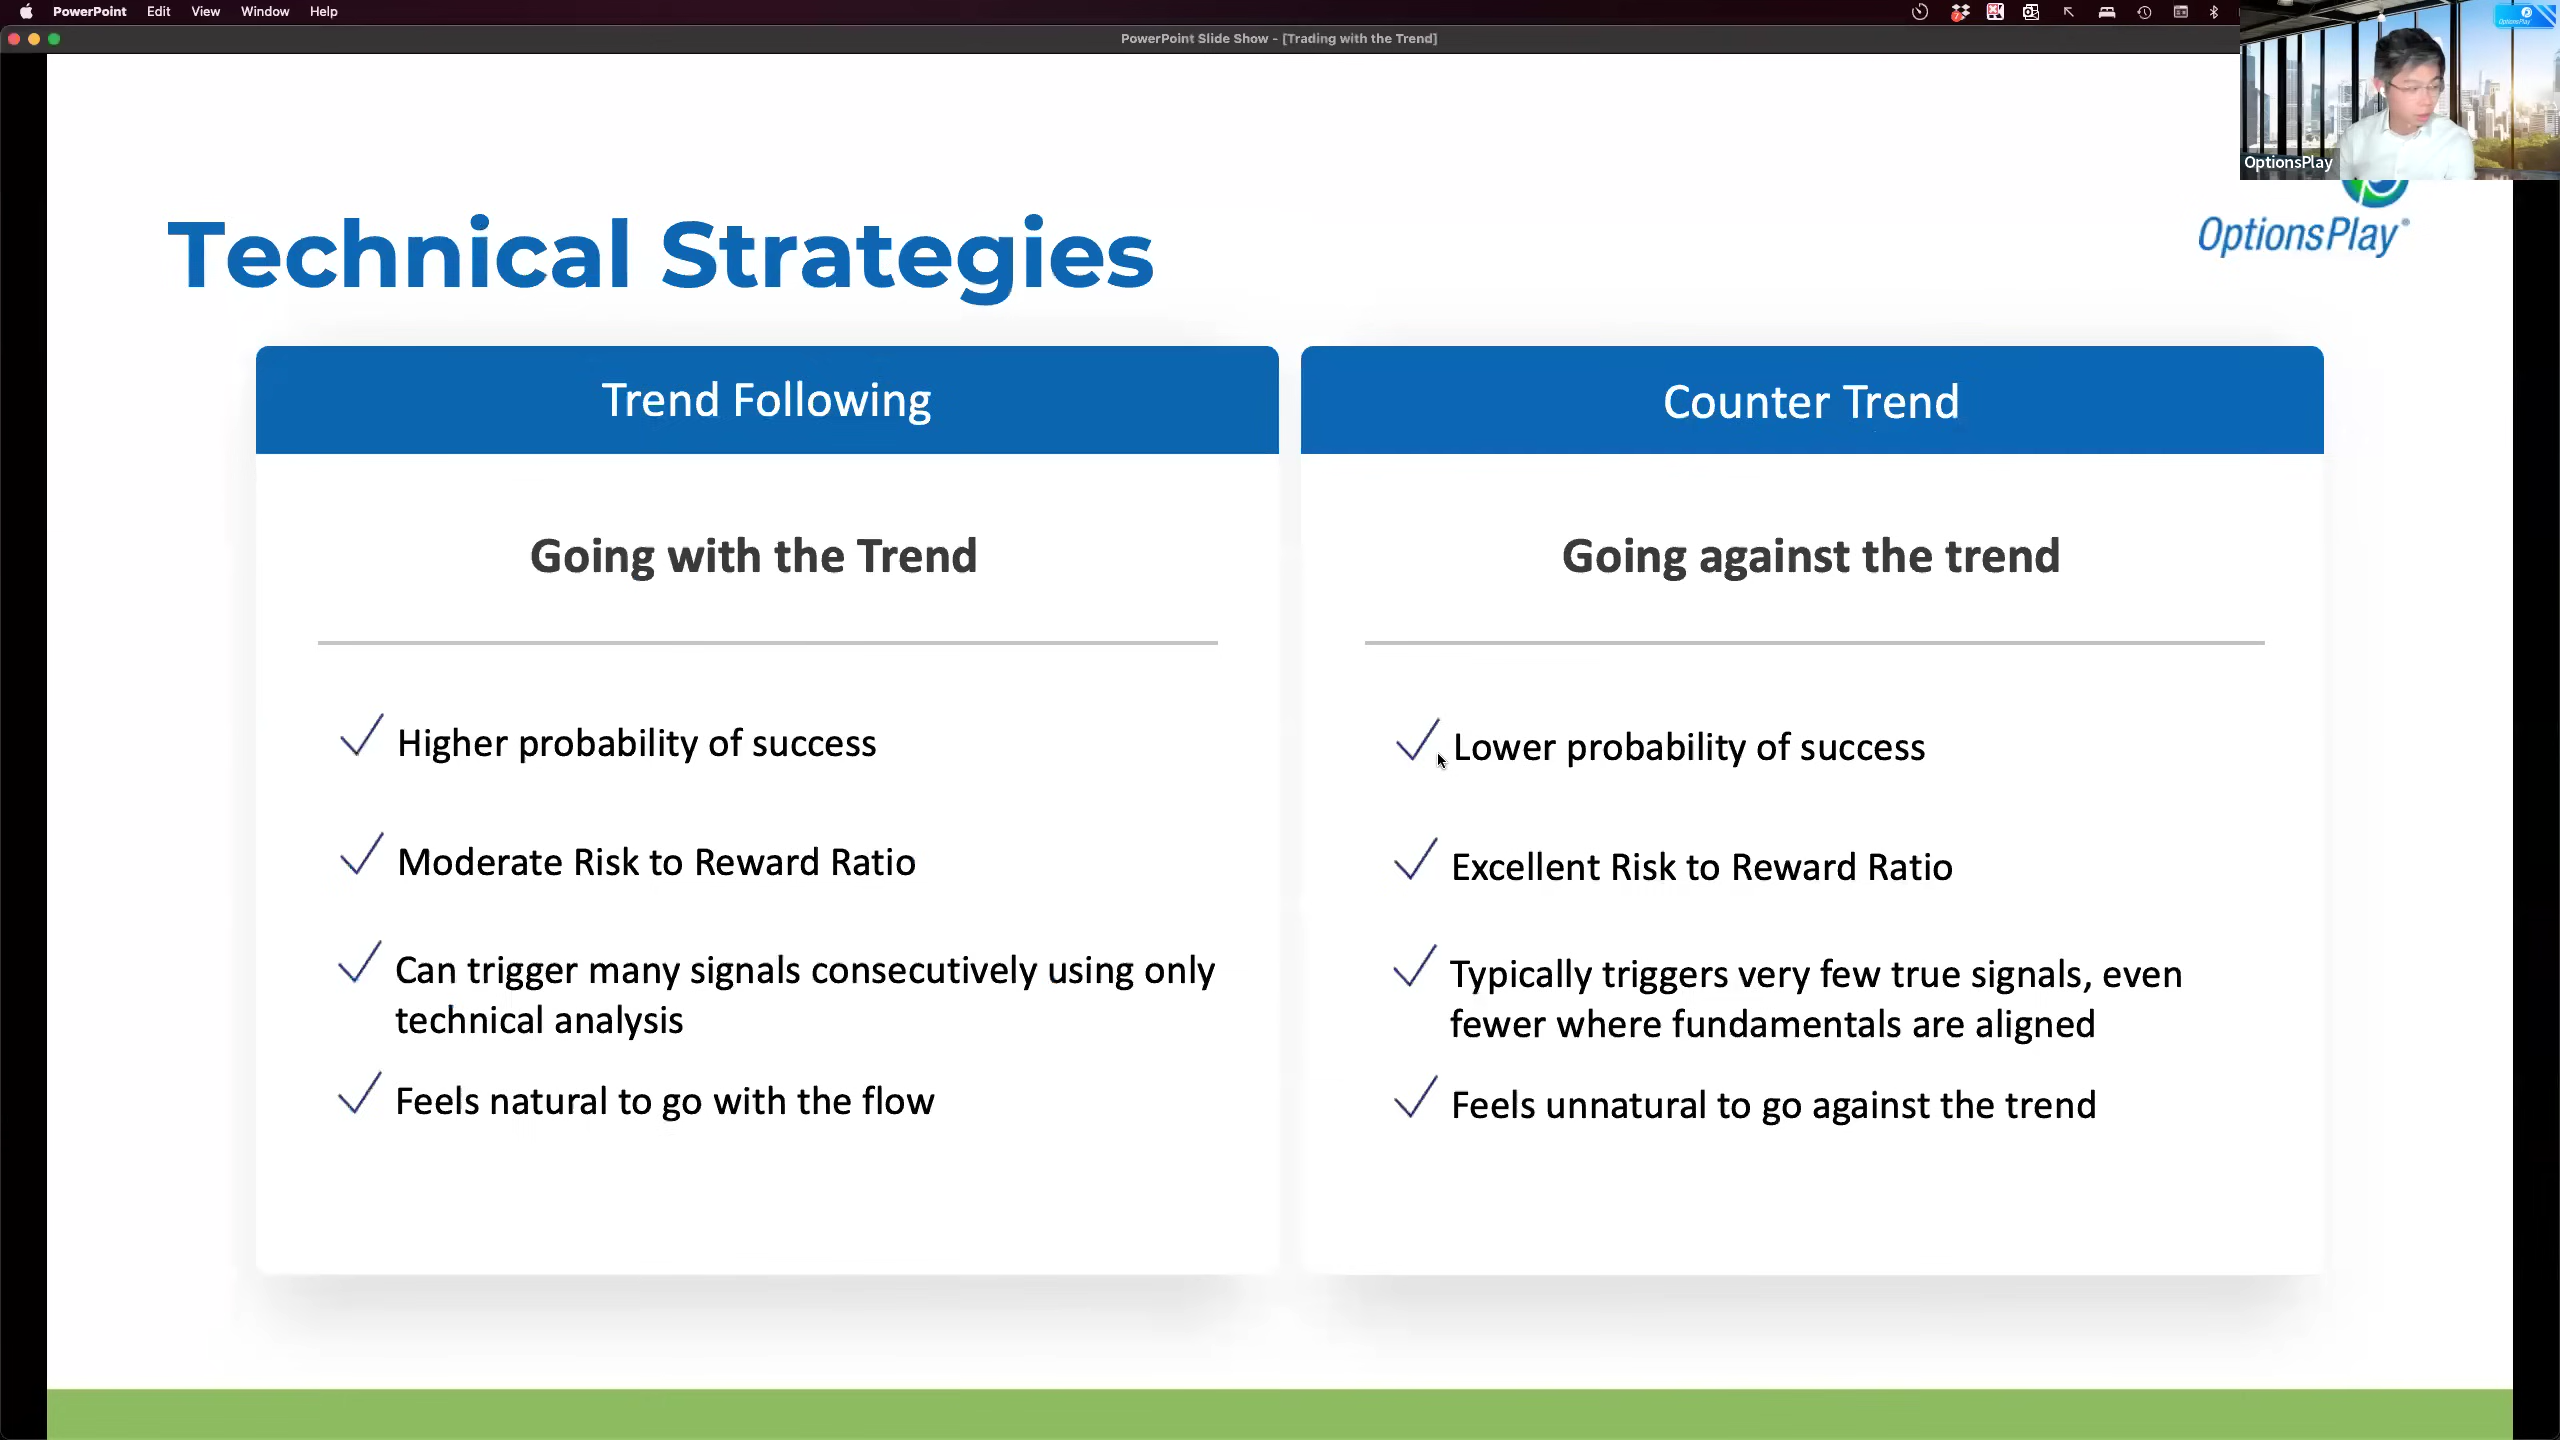 PowerPoint Edit View Window Help
PowerPoint Slide Show - [Trading with the Trend]
OptionsPlay
OptionsPlay
Technical Strategies
OptionsPlay®
Trend Following
Going with the Trend
Higher probability of success
Moderate Risk to Reward Ratio
Can trigger many signals consecutively using only
technical analysis
Feels natural to go with the flow
Counter Trend
Going against the trend
Lower probability of success
Excellent Risk to Reward Ratio
Typically triggers very few true signals, even
fewer where fundamentals are aligned
Feels unnatural to go against the trend